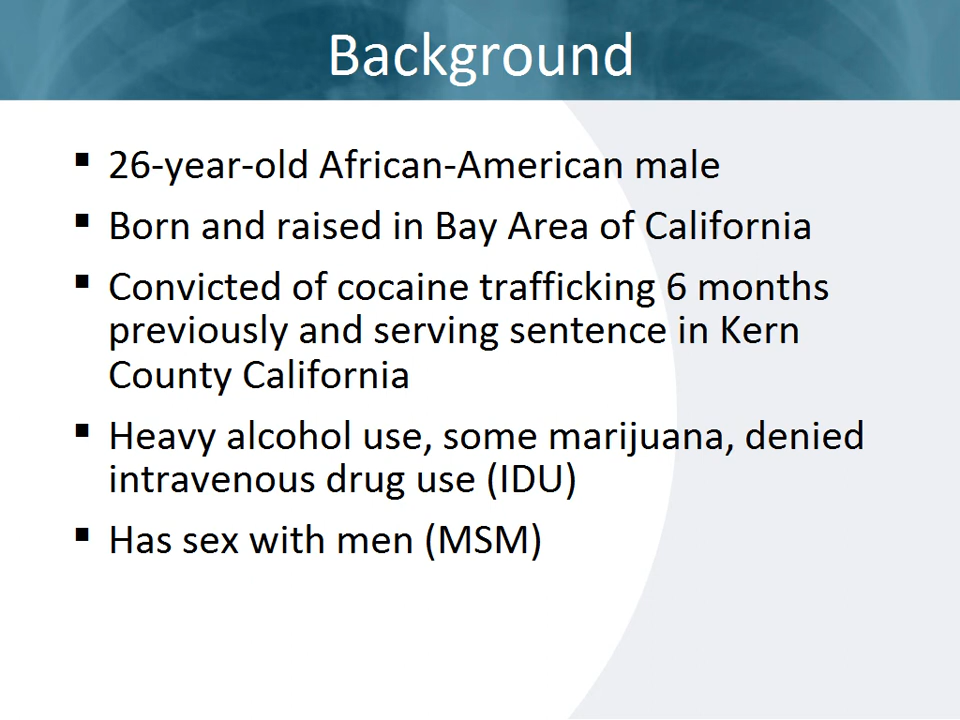 Background
▪ 26-year-old African-American male
▪ Born and raised in Bay Area of California
▪ Convicted of cocaine trafficking 6 months
previously and serving sentence in Kern
County California
▪ Heavy alcohol use, some marijuana, denied
intravenous drug use (IDU)
▪ Has sex with men (MSM)